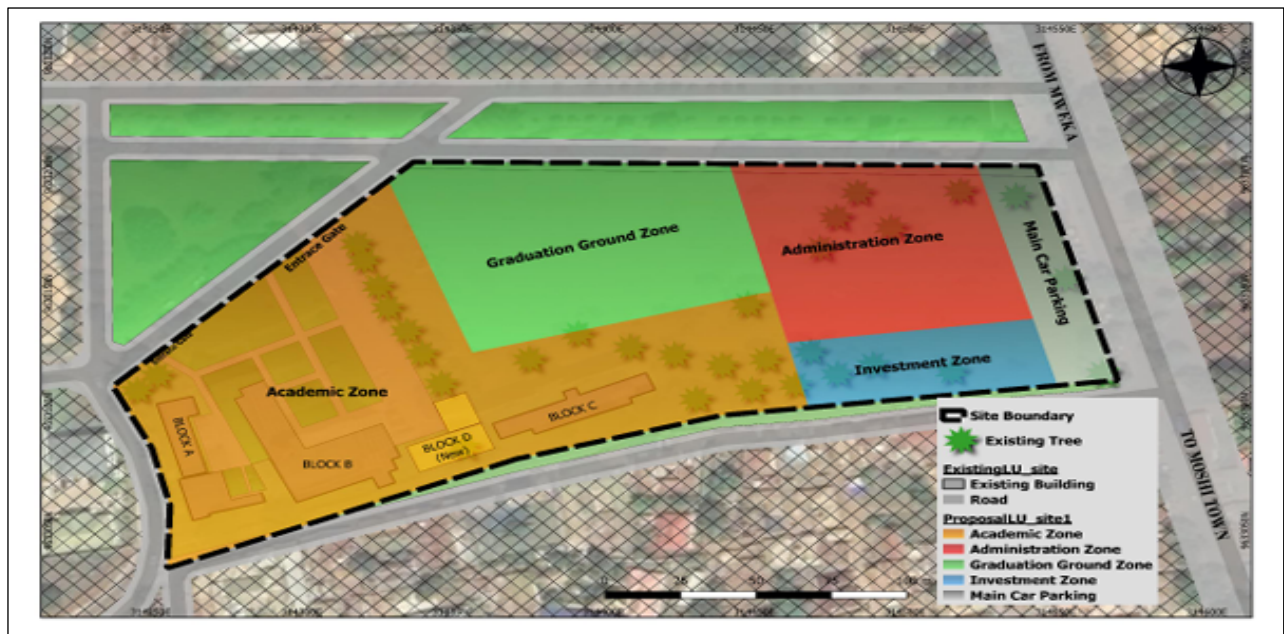 FROM MWEKA
Entrace Gate
Graduation Ground Zone
Administration Zone
Main Car Parking
Academic Zone
Investment Zone
BLOCK A
BLOCK B
BLOCK C
BLOCK D
(New)
TO MOSHI TOWN
Site Boundary
Existing Tree
ExistingLU_site
Existing Building
Road
ProposalLU_site1
Academic Zone
Administration Zone
Graduation Ground Zone
Investment Zone
Main Car Parking
0 25 50 75